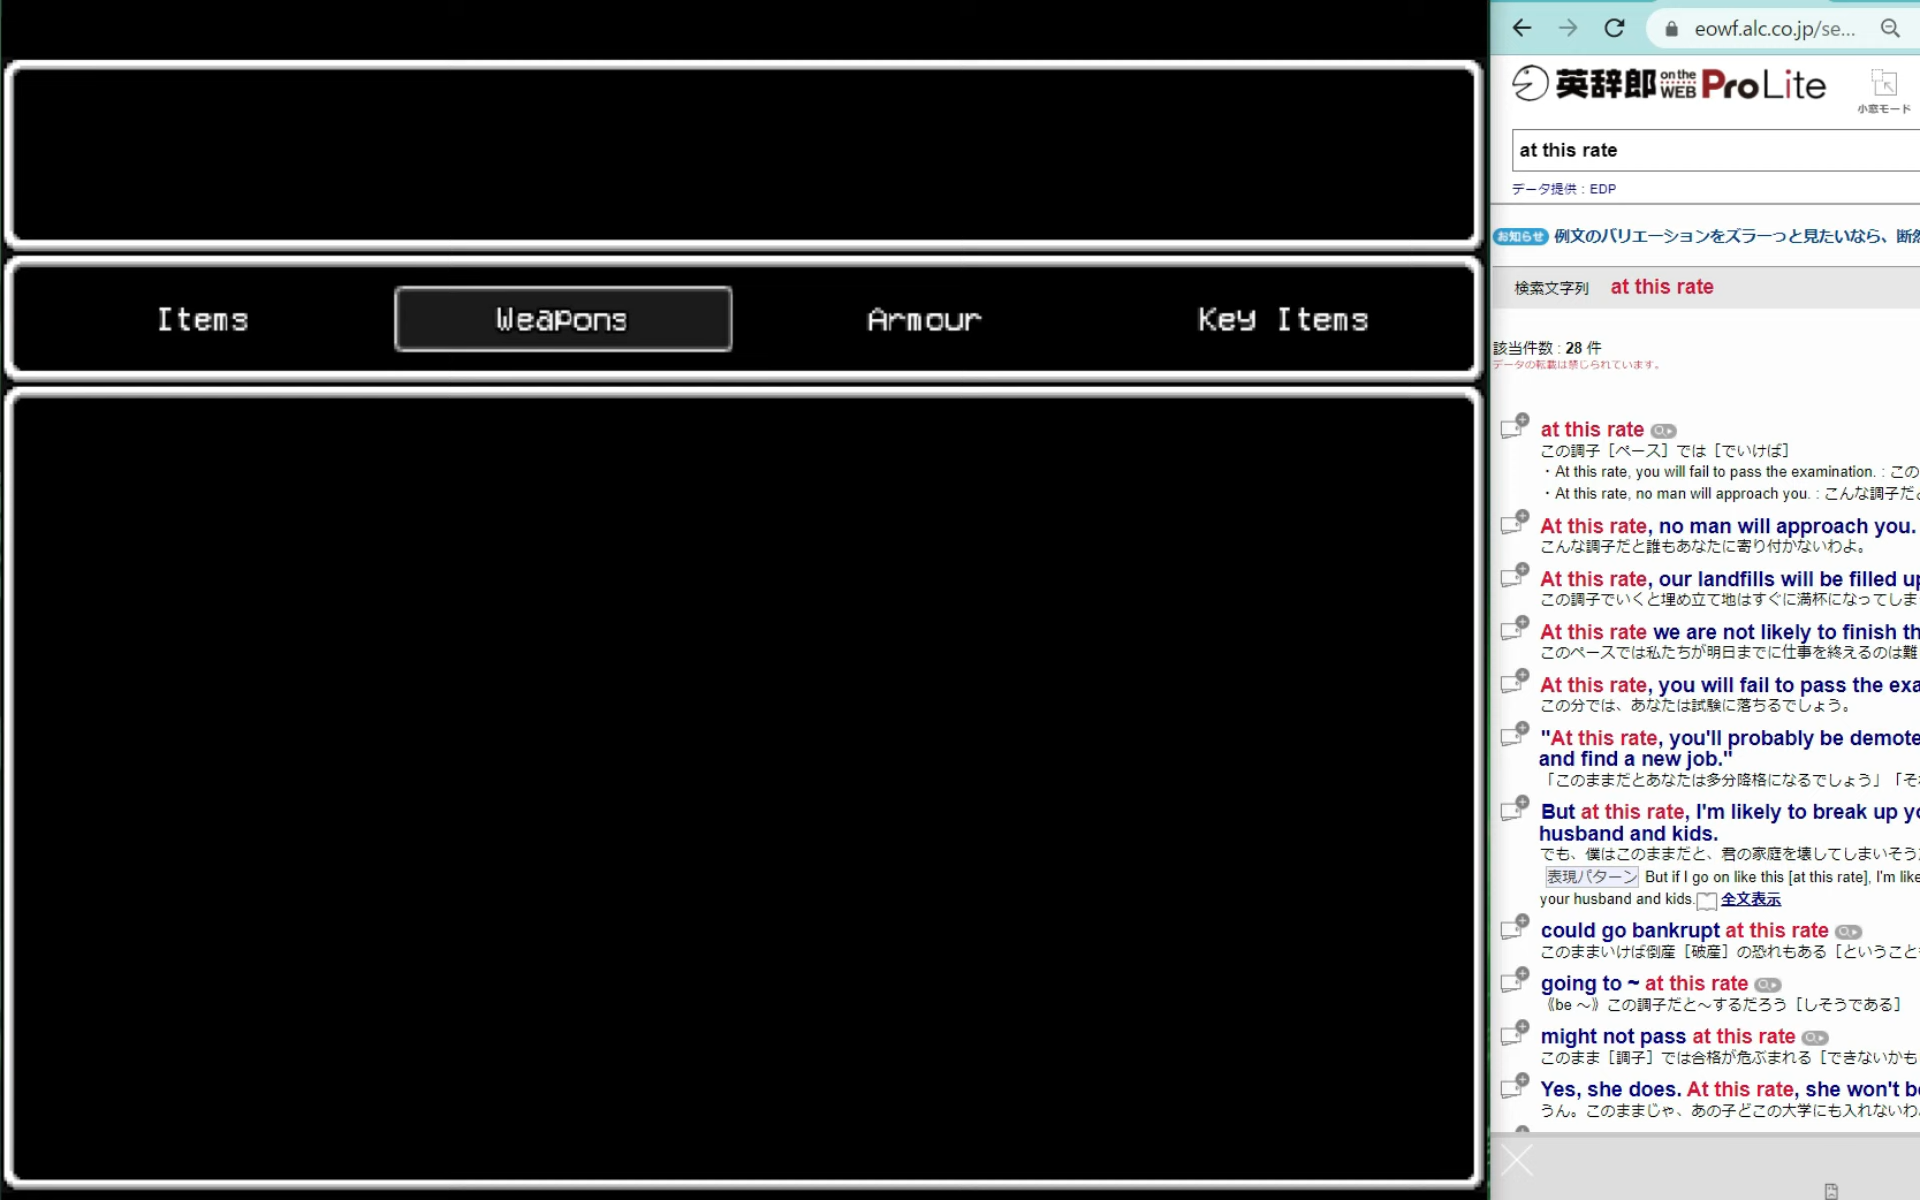 Items
Weapons
Armour
Key Items
eowf.alc.co.jp/se...
英辞郎 on the WEB Pro Lite
小窓モード
at this rate
データ提供 : EDP
お知らせ 例文のバリエーションをズラーっと見たいなら、断
検索文字列 at this rate
該当件数 : 28 件
データの転載は禁じられています。
at this rate
この調子［ペース］では［でいけば］
・At this rate, you will fail to pass the examination. : この
・At this rate, no man will approach you. : こんな調子だ
At this rate, no man will approach you.
こんな調子だと誰もあなたに寄り付かないわよ。
At this rate, our landfills will be filled up
この調子でいくと埋め立て地はすぐに満杯になってしま
At this rate we are not likely to finish th
このペースでは私たちが明日までに仕事を終えるのは難
At this rate, you will fail to pass the exa
この分では、あなたは試験に落ちるでしょう。
"At this rate, you'll probably be demote
and find a new job."
「このままだとあなたは多分降格になるでしょう」「そ
But at this rate, I'm likely to break up yo
husband and kids.
でも、僕はこのままだと、君の家庭を壊してしまいそう
表現パターン But if I go on like this [at this rate], I'm like
your husband and kids. 全文表示
could go bankrupt at this rate
このままいけば倒産［破産］の恐れもある［ということ
going to ~ at this rate
《be ～》この調子だと～するだろう［しそうである］
might not pass at this rate
このまま［調子］では合格が危ぶまれる［できないかも
Yes, she does. At this rate, she won't b
うん。このままじゃ、あの子どこの大学にも入れないわ